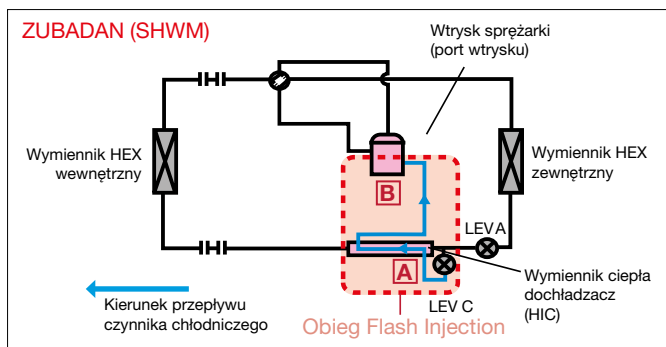 ZUBADAN (SHWM)
Wtrysk sprężarki
(port wtrysku)
Wymiennik HEX
wewnętrzny
B
Wymiennik HEX
zewnętrzny
LEV A
A
LEV C
Wymiennik ciepła
dochładzacz
(HIC)
Kierunek przepływu
czynnika chłodniczego
Obieg Flash Injection